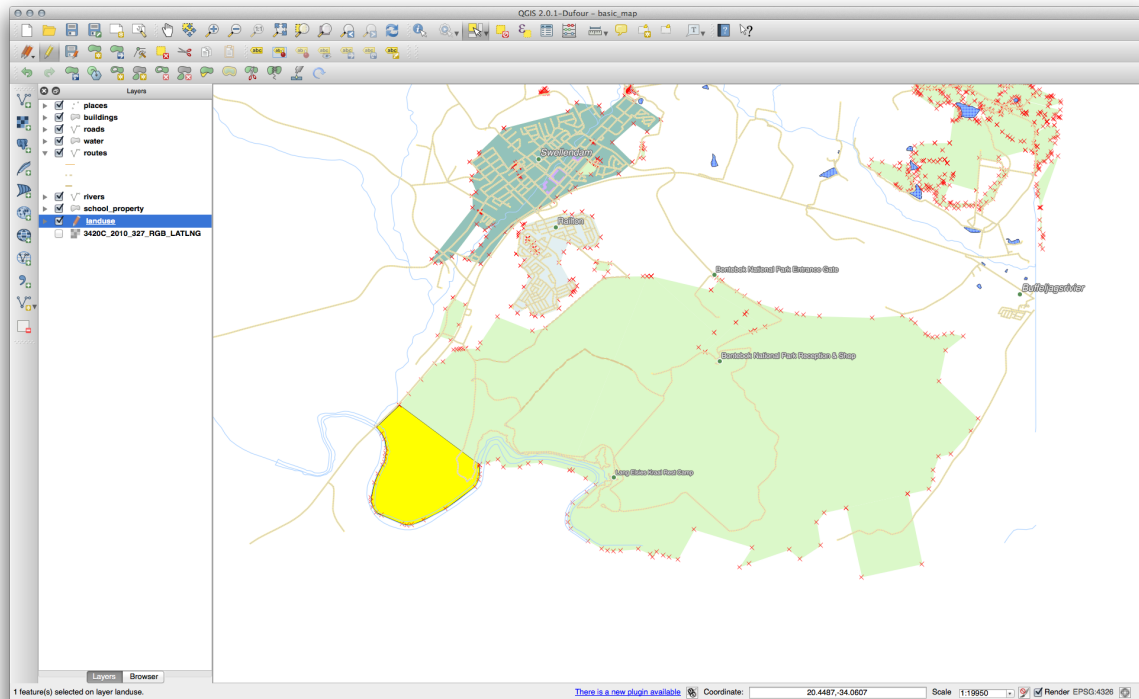 QGIS 2.0.1-Dufour – basic_map
Layers
places
buildings
roads
water
routes
rivers
school_property
landuse
3420C_2010_327_RGB_LATLNG
Swellendam
Railton
Bontebok National Park Entrance Gate
Buffeljagsrivier
Bontebok National Park Reception & Shop
Lang Elsies Kraal Rest Camp
Layers Browser
1 feature(s) selected on layer landuse. There is a new plugin available Coordinate: 20.4487,-34.0607 Scale 1:19950 Render EPSG:4326